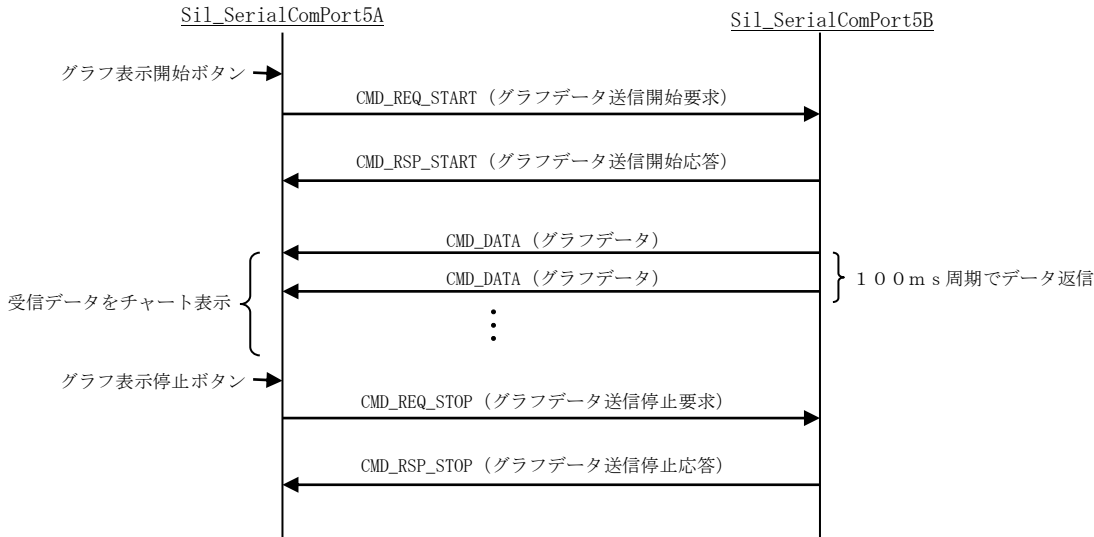 Sil_SerialComPort5A
Sil_SerialComPort5B
グラフ表示開始ボタン
CMD_REQ_START (グラフデータ送信開始要求)
CMD_RSP_START (グラフデータ送信開始応答)
CMD_DATA (グラフデータ)
CMD_DATA (グラフデータ)
100ms周期でデータ返信
受信データをチャート表示
グラフ表示停止ボタン
CMD_REQ_STOP (グラフデータ送信停止要求)
CMD_RSP_STOP (グラフデータ送信停止応答)